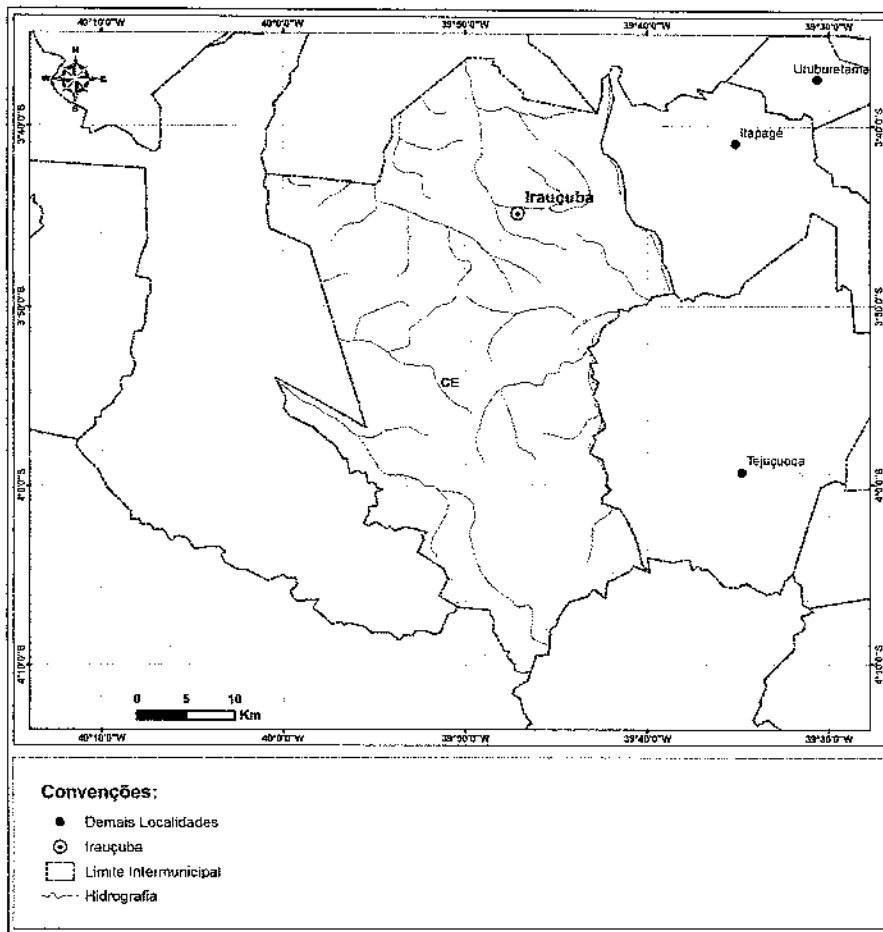 40°10'0"W 40°0'0"W 39°50'0"W 39°40'0"W 39°30'0"W
N
W E
S
Uruburetama
3°40'0"S 3°40'0"S
Itapagé
Irauçuba
3°50'0"S 3°50'0"S
CE
Tejuçuoca
4°0'0"S 4°0'0"S
4°10'0"S 4°10'0"S
0 5 10
Km
40°10'0"W 40°0'0"W 39°50'0"W 39°40'0"W 39°30'0"W
Convenções:
Demais Localidades
Irauçuba
Limite Intermunicipal
Hidrografia